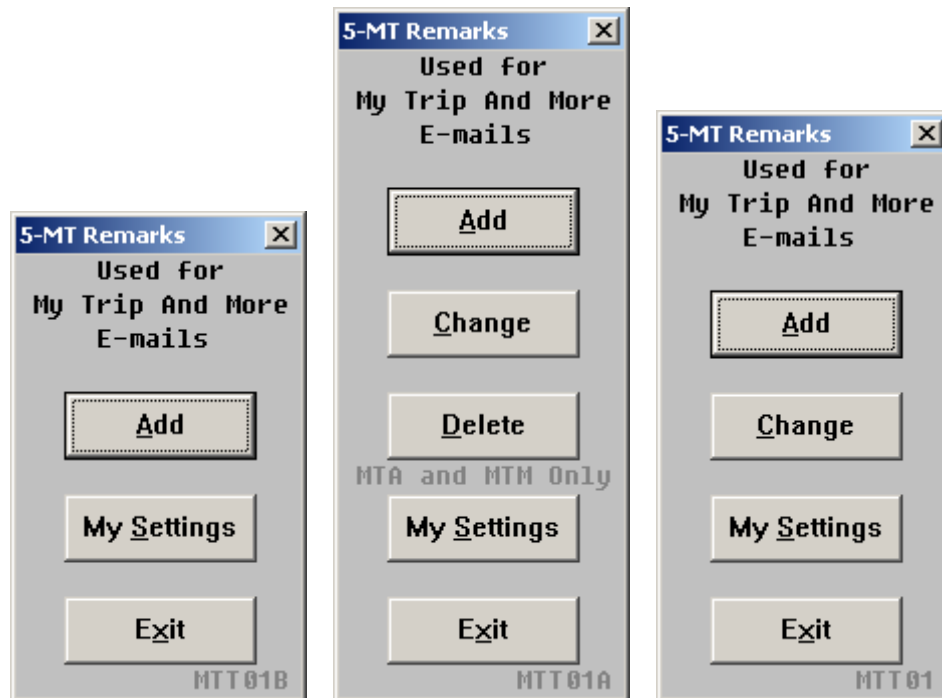 5-MT Remarks
Used for
My Trip And More
E-mails
Add
My Settings
Exit
MTT01B
5-MT Remarks
Used for
My Trip And More
E-mails
Add
Change
Delete
MTA and MTM Only
My Settings
Exit
MTT01A
5-MT Remarks
Used for
My Trip And More
E-mails
Add
Change
My Settings
Exit
MTT01